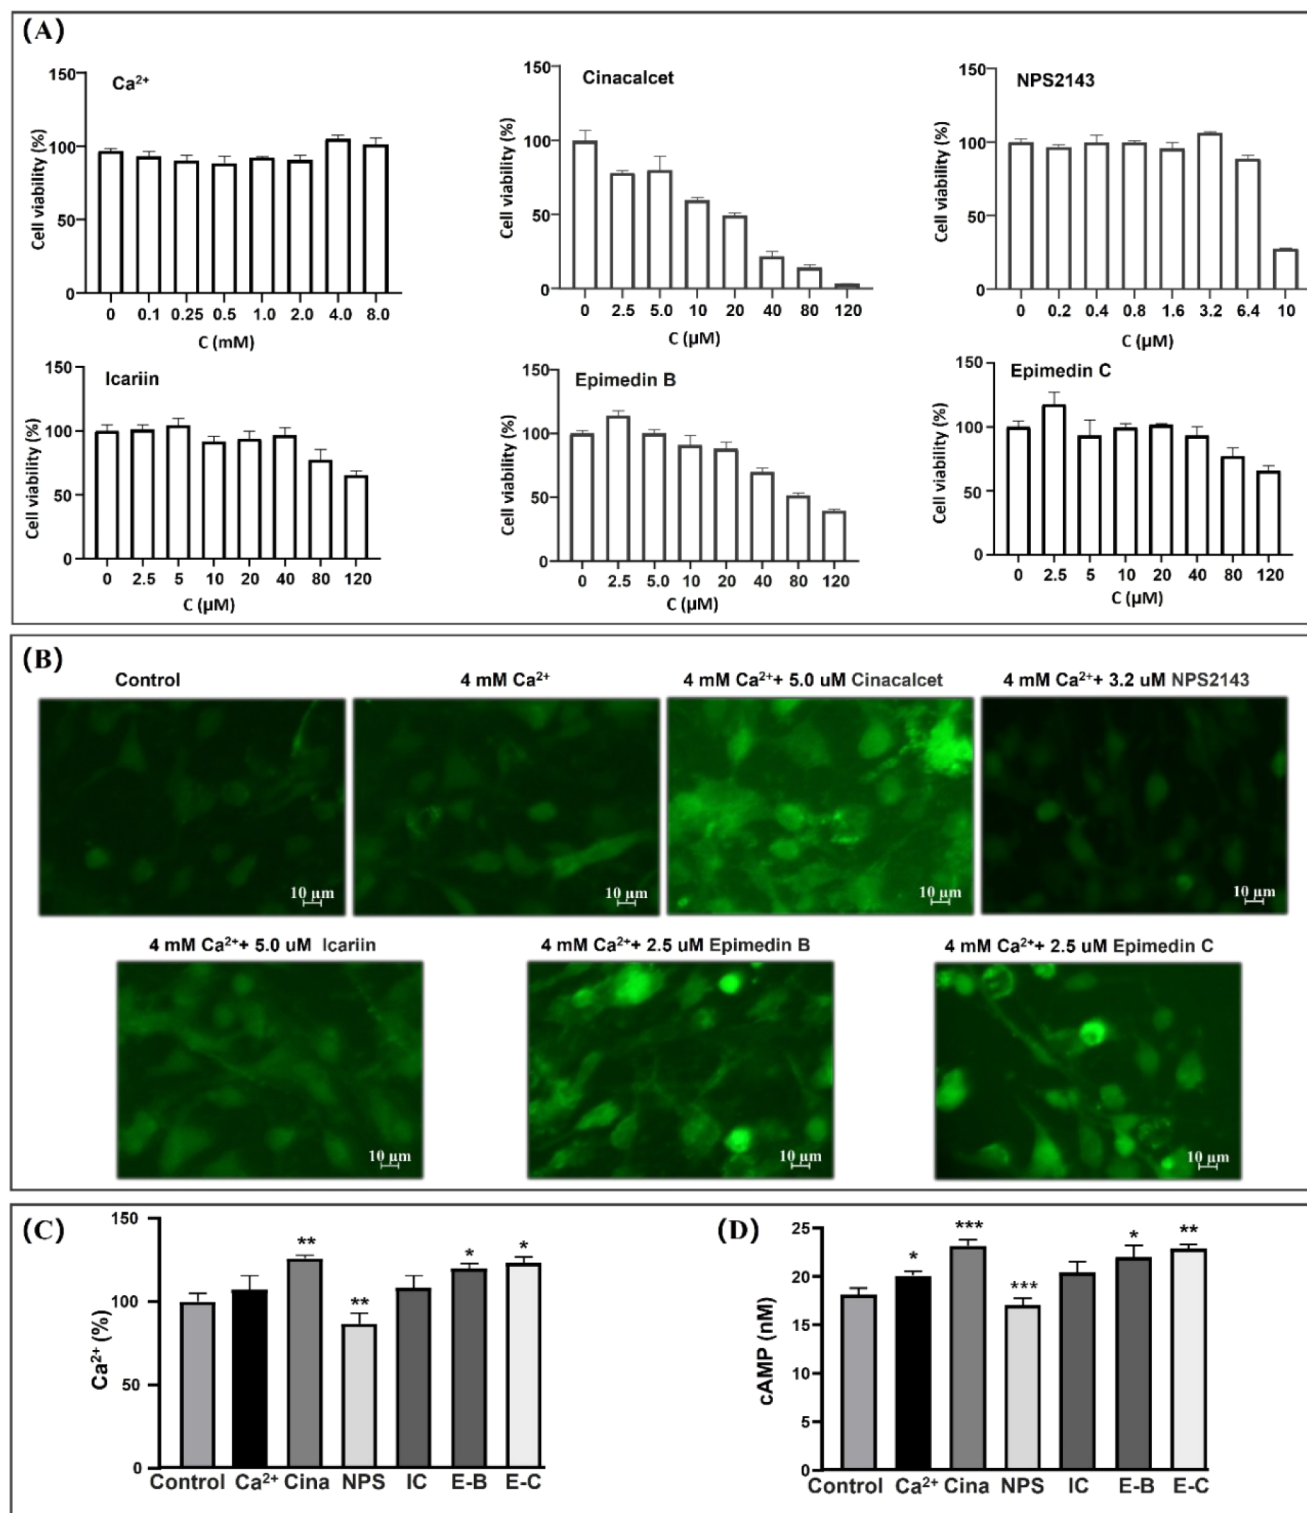 (A)
Ca²⁺
Cell viability (%)
150
100
50
0
0 0.1 0.25 0.5 1.0 2.0 4.0 8.0
C (mM)
Cinacalcet
Cell viability (%)
150
100
50
0
0 2.5 5.0 10 20 40 80 120
C (μM)
NPS2143
Cell viability (%)
150
100
50
0
0 0.2 0.4 0.8 1.6 3.2 6.4 10
C (μM)
Icariin
Cell viability (%)
150
100
50
0
0 2.5 5 10 20 40 80 120
C (μM)
Epimedin B
Cell viability (%)
150
100
50
0
0 2.5 5.0 10 20 40 80 120
C (μM)
Epimedin C
Cell viability (%)
150
100
50
0
0 2.5 5 10 20 40 80 120
C (μM)
(B)
Control
10 μm
4 mM Ca²⁺
10 μm
4 mM Ca²⁺+ 5.0 uM Cinacalcet
10 μm
4 mM Ca²⁺+ 3.2 uM NPS2143
10 μm
4 mM Ca²⁺+ 5.0 uM Icariin
10 μm
4 mM Ca²⁺+ 2.5 uM Epimedin B
10 μm
4 mM Ca²⁺+ 2.5 uM Epimedin C
10 μm
(C)
Ca²⁺ (%)
150
100
50
0
** ** * *
Control Ca²⁺ Cina NPS IC E-B E-C
(D)
cAMP (nM)
25
20
15
10
5
0
* *** *** * **
Control Ca²⁺ Cina NPS IC E-B E-C